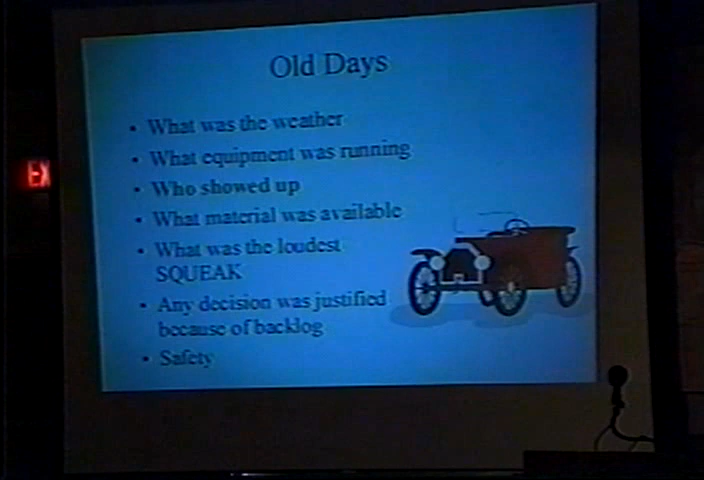 Old Days
• What was the weather
• What equipment was running
• Who showed up
• What material was available
• What was the loudest
SQUEAK
• Any decision was justified
because of backlog
• Safety
EX